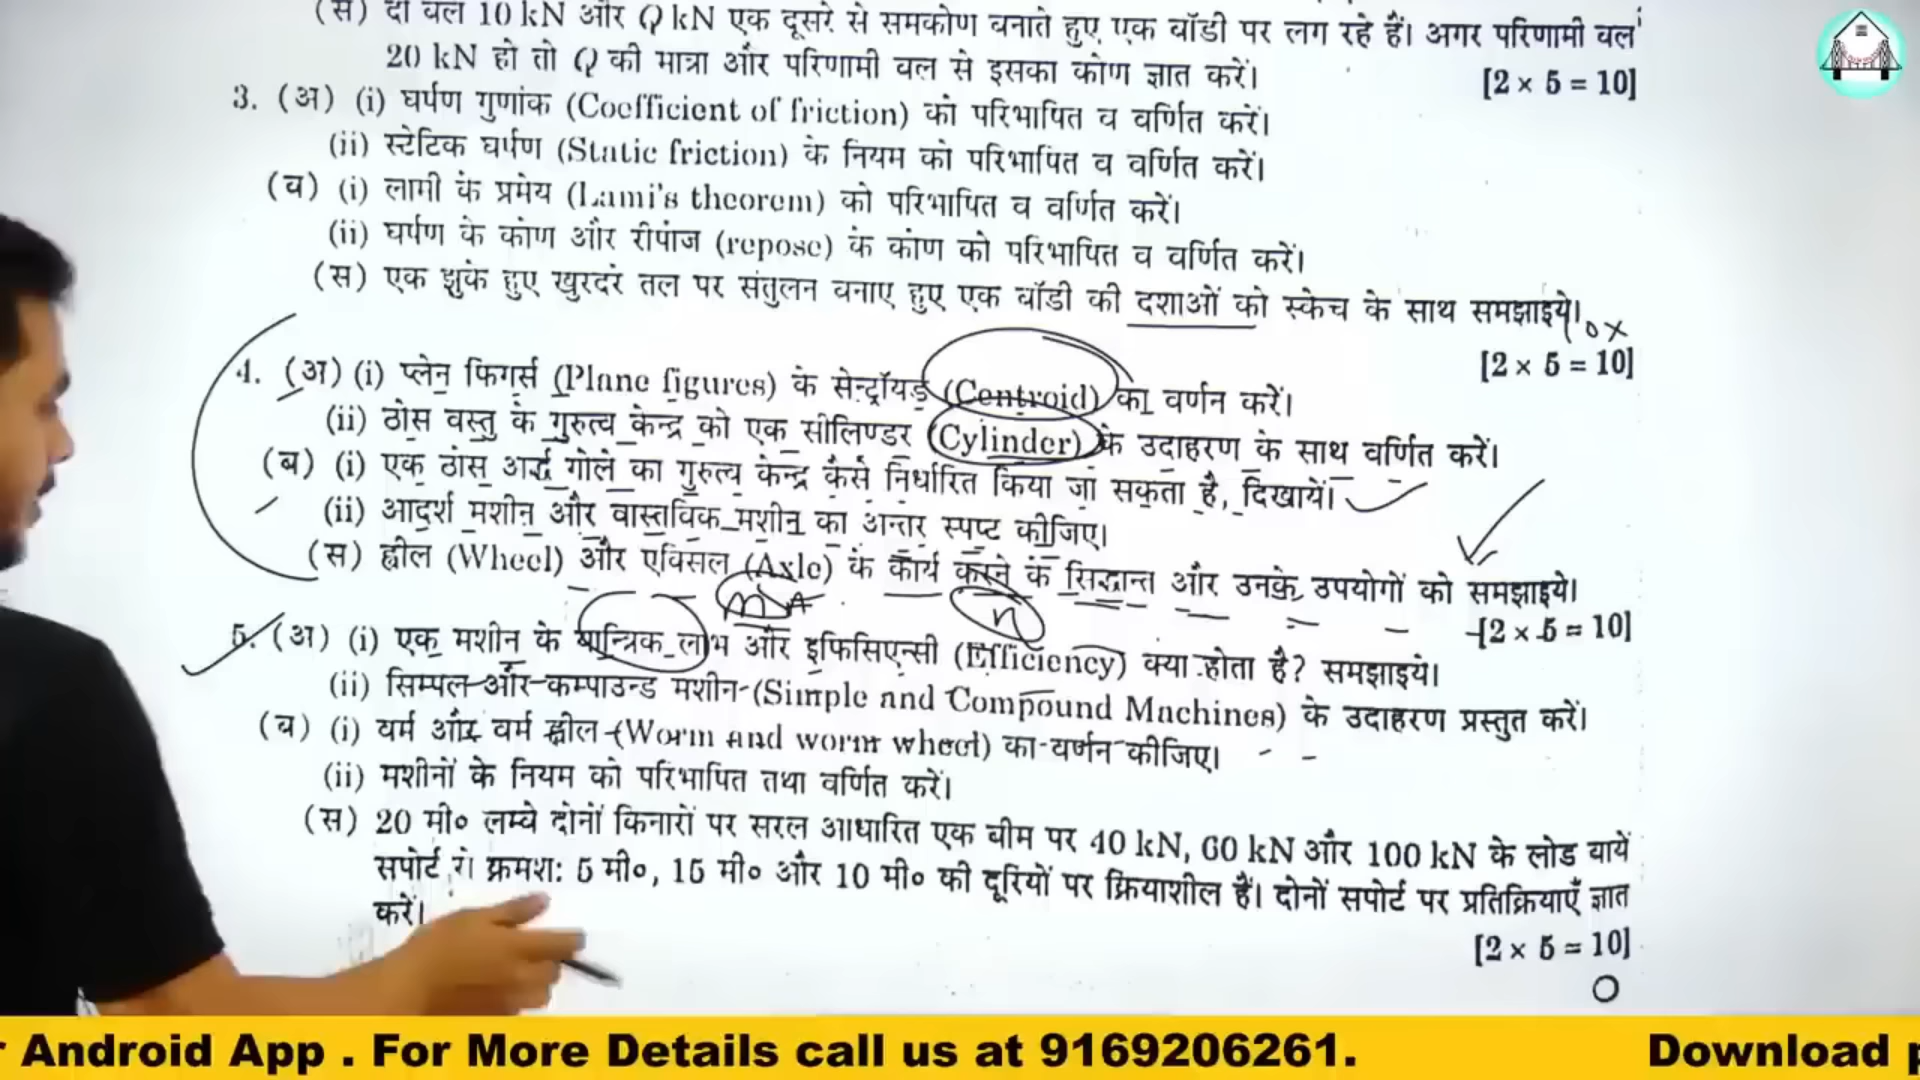 (स) दो बल 10 kN और Q kN एक दूसरे से समकोण बनाते हुए एक बॉडी पर लग रहे हैं। अगर परिणामी बल
20 kN हो तो Q की मात्रा और परिणामी बल से इसका कोण ज्ञात करें।
[2 × 5 = 10]
3. (अ) (i) घर्षण गुणांक (Coefficient of friction) को परिभाषित व वर्णित करें।
(ii) स्टेटिक घर्षण (Static friction) के नियम को परिभाषित व वर्णित करें।
(ब) (i) लामी के प्रमेय (Lami's theorem) को परिभाषित व वर्णित करें।
(ii) घर्षण के कोण और रीपोज (repose) के कोण को परिभाषित व वर्णित करें।
(स) एक झुके हुए खुरदरे तल पर संतुलन बनाए हुए एक बॉडी की दशाओं को स्केच के साथ समझाइये।
[2 × 5 = 10]
4. (अ) (i) प्लेन फिगर्स (Plane figures) के सेन्ट्रॉयड (Centroid) का वर्णन करें।
(ii) ठोस वस्तु के गुरुत्व केन्द्र को एक सीलिण्डर (Cylinder) के उदाहरण के साथ वर्णित करें।
(ब) (i) एक ठोस अर्द्ध गोले का गुरुत्व केन्द्र कैसे निर्धारित किया जा सकता है, दिखायें।
(ii) आदर्श मशीन और वास्तविक मशीन का अन्तर स्पष्ट कीजिए।
(स) ह्वील (Wheel) और एक्सिल (Axle) के कार्य करने के सिद्धान्त और उनके उपयोगों को समझाइये।
[2 × 5 = 10]
MA n
5. (अ) (i) एक मशीन के यान्त्रिक लाभ और इफिसिएन्सी (Efficiency) क्या होता है? समझाइये।
(ii) सिम्पल और कम्पाउन्ड मशीन (Simple and Compound Machines) के उदाहरण प्रस्तुत करें।
(ब) (i) वर्म और वर्म ह्वील (Worm and worm wheel) का वर्णन कीजिए।
(ii) मशीनों के नियम को परिभाषित तथा वर्णित करें।
(स) 20 मी० लम्बे दोनों किनारों पर सरल आधारित एक बीम पर 40 kN, 60 kN और 100 kN के लोड बायें
सपोर्ट से क्रमश: 5 मी०, 15 मी० और 10 मी० की दूरियों पर क्रियाशील हैं। दोनों सपोर्ट पर प्रतिक्रियाएँ ज्ञात
करें।
[2 × 5 = 10]
Android App . For More Details call us at 9169206261. Download